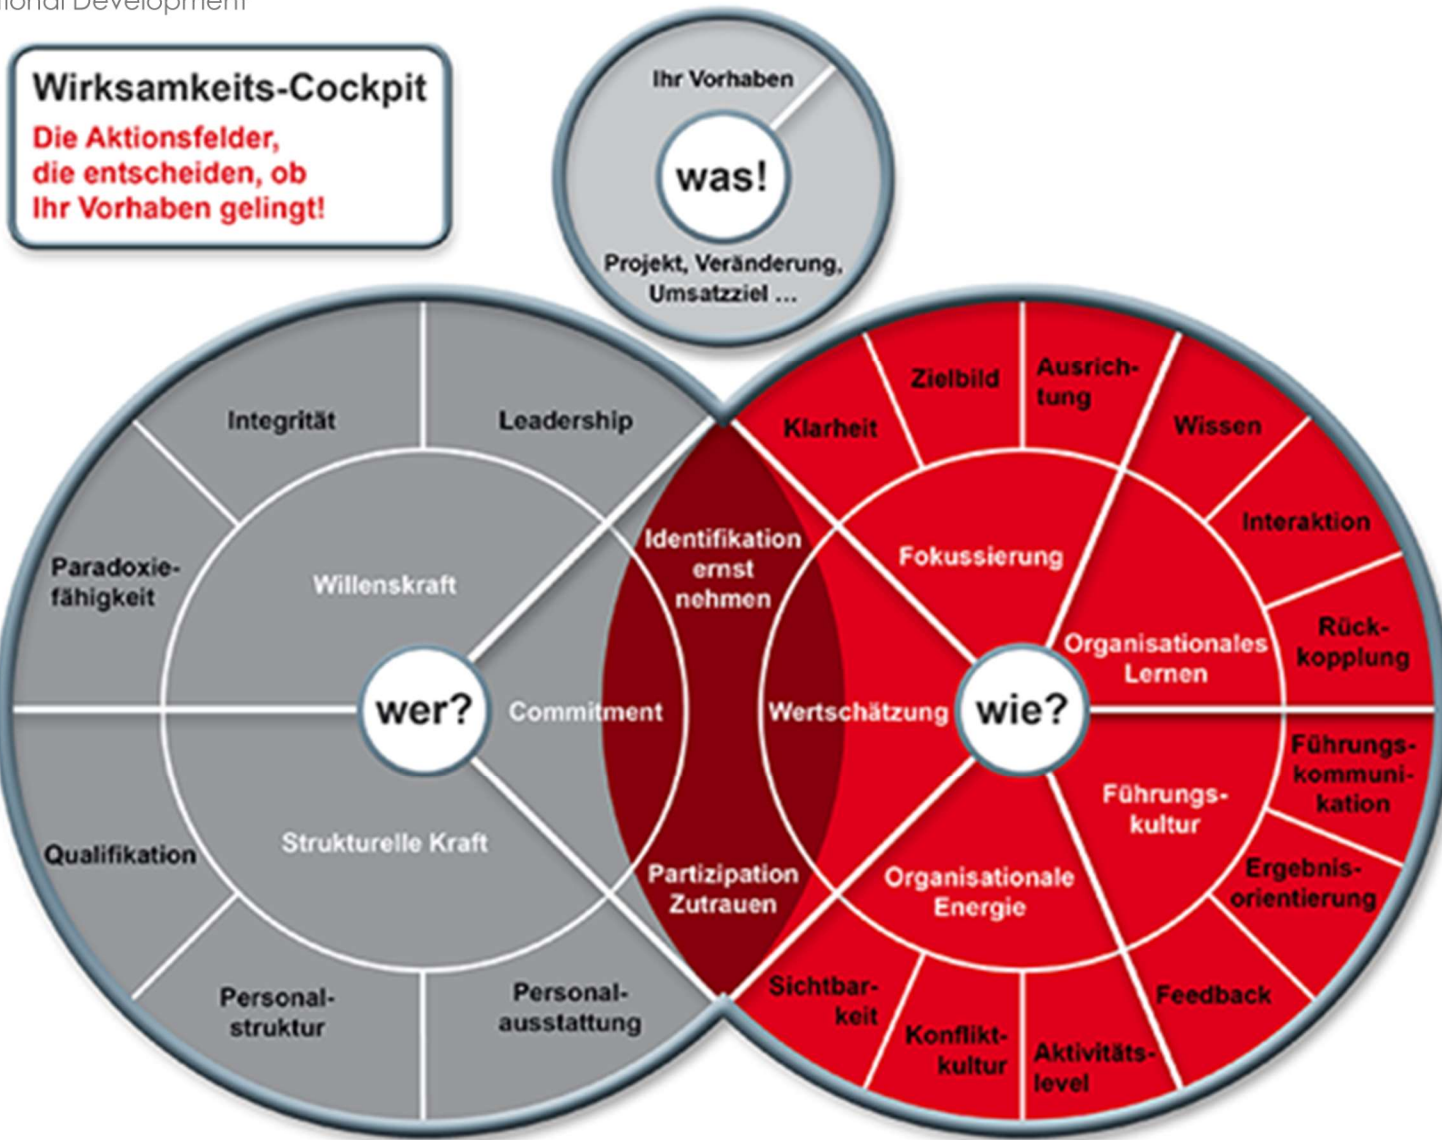 Development
Wirksamkeits-Cockpit
Die Aktionsfelder,
die entscheiden, ob
Ihr Vorhaben gelingt!
Ihr Vorhaben
was!
Projekt, Veränderung,
Umsatzziel ...
Integrität
Leadership
Paradoxie-
fähigkeit
Willenskraft
wer?
Commitment
Strukturelle Kraft
Qualifikation
Personal-
struktur
Personal-
ausstattung
Identifikation
ernst
nehmen
Partizipation
Zutrauen
Klarheit
Zielbild
Ausrich-
tung
Wissen
Interaktion
Rück-
kopplung
Fokussierung
Organisationales
Lernen
Wertschätzung
wie?
Führungs-
kultur
Organisationale
Energie
Führungs-
kommuni-
kation
Ergebnis-
orientierung
Feedback
Sichtbar-
keit
Konflikt-
kultur
Aktivitäts-
level